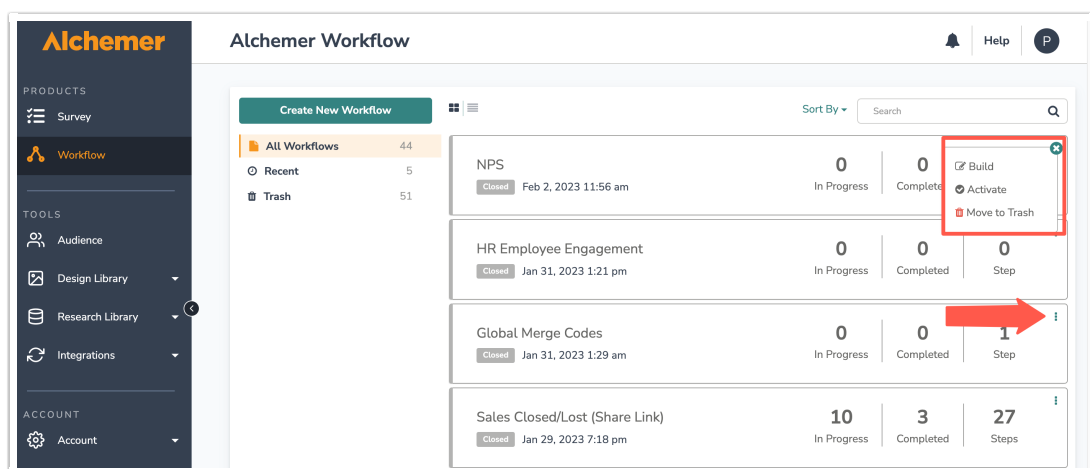 Alchemer
Alchemer Workflow
Help
P
PRODUCTS
Survey
Workflow
TOOLS
Audience
Design Library
Research Library
Integrations
ACCOUNT
Account
Create New Workflow
All Workflows 44
Recent 5
Trash 51
Sort By
Search
NPS
Closed Feb 2, 2023 11:56 am
0 In Progress
0 Complete
Build
Activate
Move to Trash
HR Employee Engagement
Closed Jan 31, 2023 1:21 pm
0 In Progress
0 Completed
0 Step
Global Merge Codes
Closed Jan 31, 2023 1:29 am
0 In Progress
0 Completed
1 Step
Sales Closed/Lost (Share Link)
Closed Jan 29, 2023 7:18 pm
10 In Progress
3 Completed
27 Steps